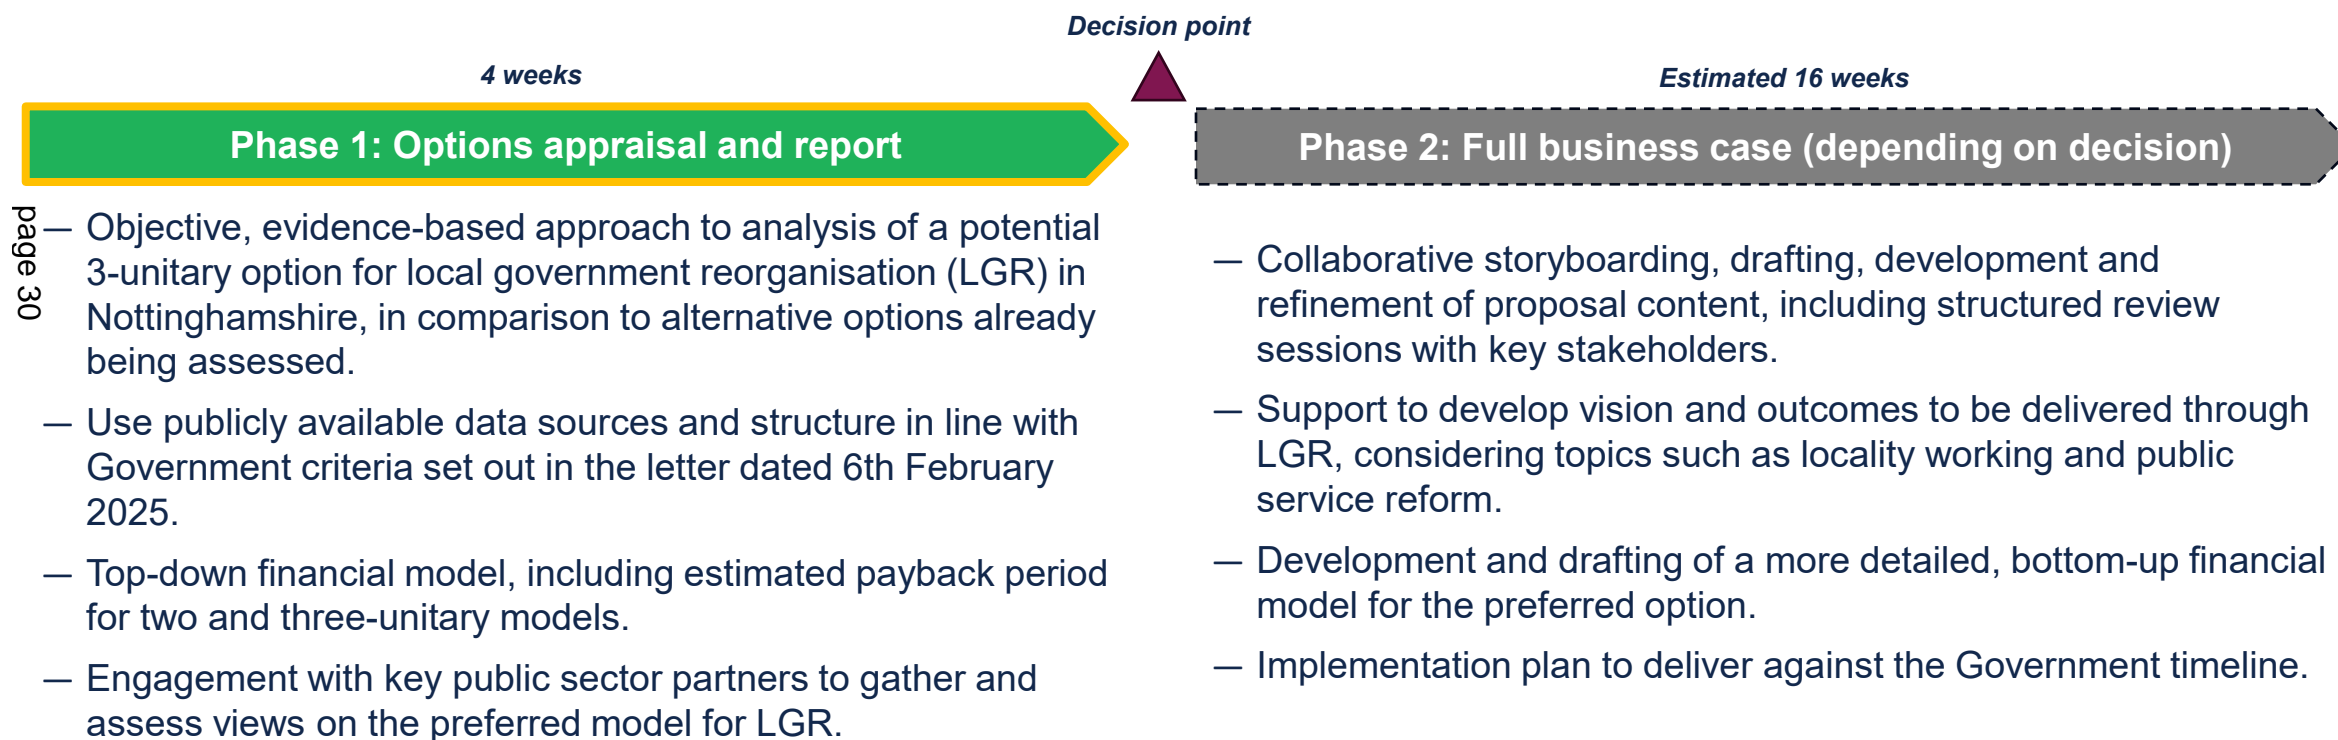 Decision point
4 weeks
Estimated 16 weeks
Phase 1: Options appraisal and report
Phase 2: Full business case (depending on decision)
page 30
— Objective, evidence-based approach to analysis of a potential
3-unitary option for local government reorganisation (LGR) in
Nottinghamshire, in comparison to alternative options already
being assessed.
— Use publicly available data sources and structure in line with
Government criteria set out in the letter dated 6th February
2025.
— Top-down financial model, including estimated payback period
for two and three-unitary models.
— Engagement with key public sector partners to gather and
assess views on the preferred model for LGR.
— Collaborative storyboarding, drafting, development and
refinement of proposal content, including structured review
sessions with key stakeholders.
— Support to develop vision and outcomes to be delivered through
LGR, considering topics such as locality working and public
service reform.
— Development and drafting of a more detailed, bottom-up financial
model for the preferred option.
— Implementation plan to deliver against the Government timeline.